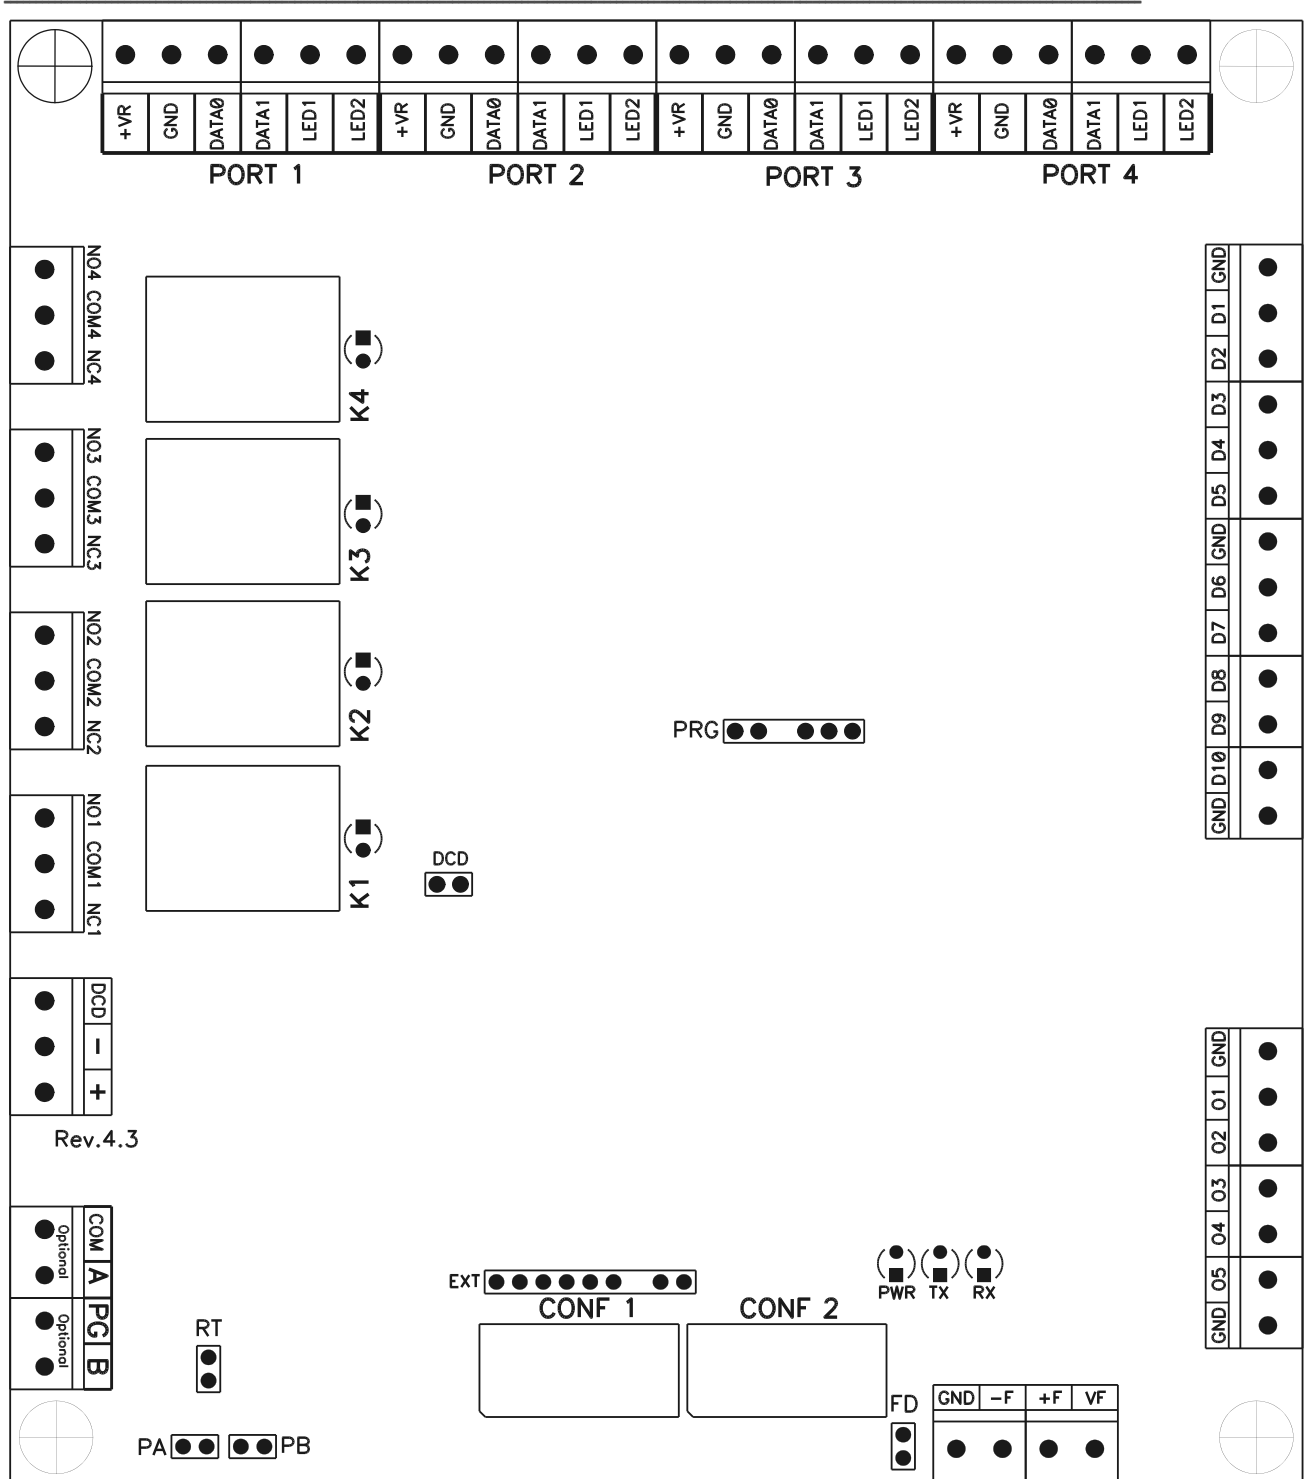 +VR GND DATA0 DATA1 LED1 LED2 +VR GND DATA0 DATA1 LED1 LED2 +VR GND DATA0 DATA1 LED1 LED2 +VR GND DATA0 DATA1 LED1 LED2
PORT 1 PORT 2 PORT 3 PORT 4
NO4 COM4 NC4
K4
NO3 COM3 NC3
K3
NO2 COM2 NC2
K2
NO1 COM1 NC1
K1
GND D1 D2 D3 D4 D5 GND D6 D7 D8 D9 D10 GND
PRG
DCD
DCD - +
Rev.4.3
GND O1 O2 O3 O4 O5 GND
COM A PG B
Optional
Optional
EXT
CONF 1 CONF 2
PWR TX RX
RT
PA PB
FD
GND -F +F VF